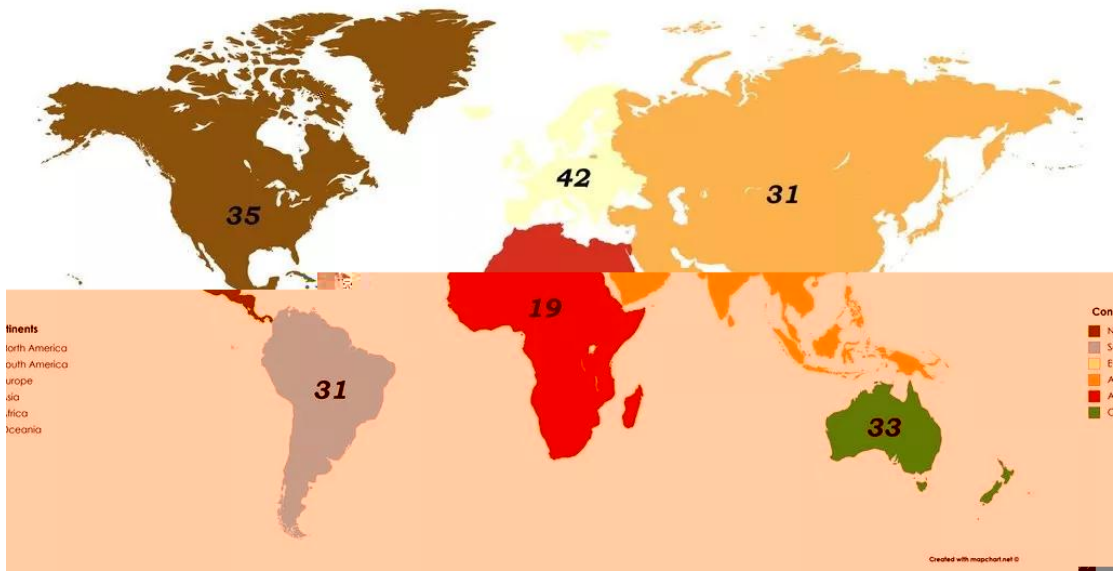 42
35
31
19
tinents
Con
orth America
N
outh America
S
urope
E
sia
A
frica
A
Oceania
31
33
Created with mapchart.net ©